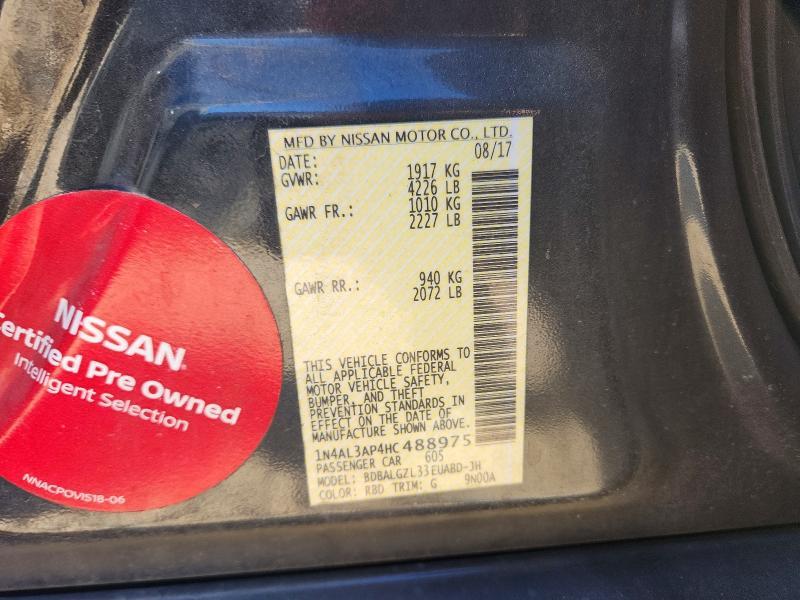 MFD BY NISSAN MOTOR CO., LTD.
DATE: 08/17
GVWR: 1917 KG
4226 LB
GAWR FR.: 1010 KG
2227 LB
GAWR RR.: 940 KG
2072 LB
THIS VEHICLE CONFORMS TO
ALL APPLICABLE FEDERAL
MOTOR VEHICLE SAFETY,
BUMPER, AND THEFT
PREVENTION STANDARDS IN
EFFECT ON THE DATE OF
MANUFACTURE SHOWN ABOVE.
1N4AL3AP4HC488975
PASSENGER CAR 605
MODEL: BDBALGZL33EUABD-JH
COLOR: RBD TRIM: G 9N00A
NISSAN
Certified Pre Owned
Intelligent Selection
NNACPOVIS18-06